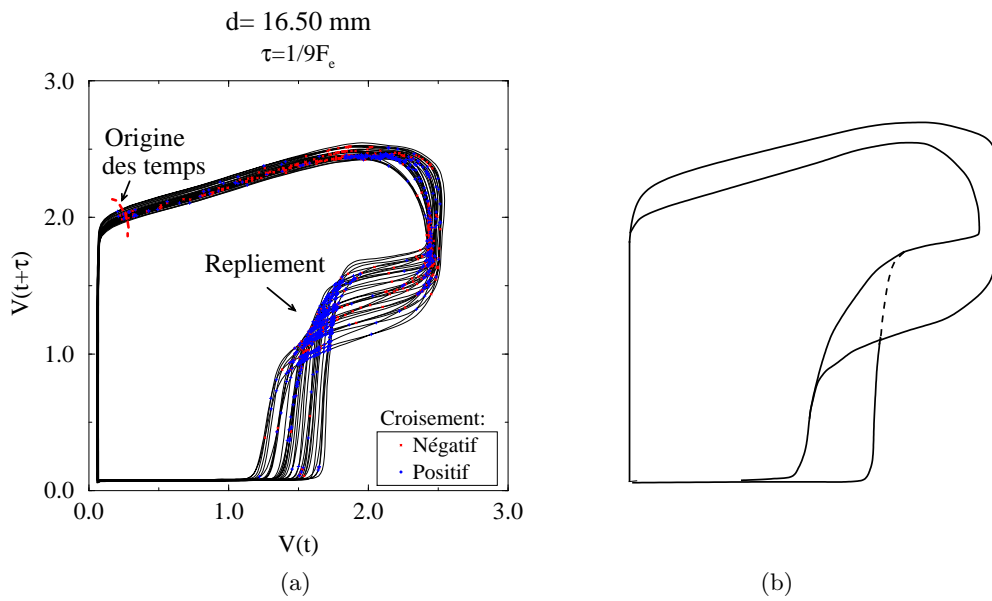 d= 16.50 mm
τ=1/9F_e
3.0
Origine
des temps
2.0
Repliement
V(t+τ)
1.0
Croisement:
Négatif
Positif
0.0
0.0 1.0 2.0 3.0
V(t)
(a) (b)